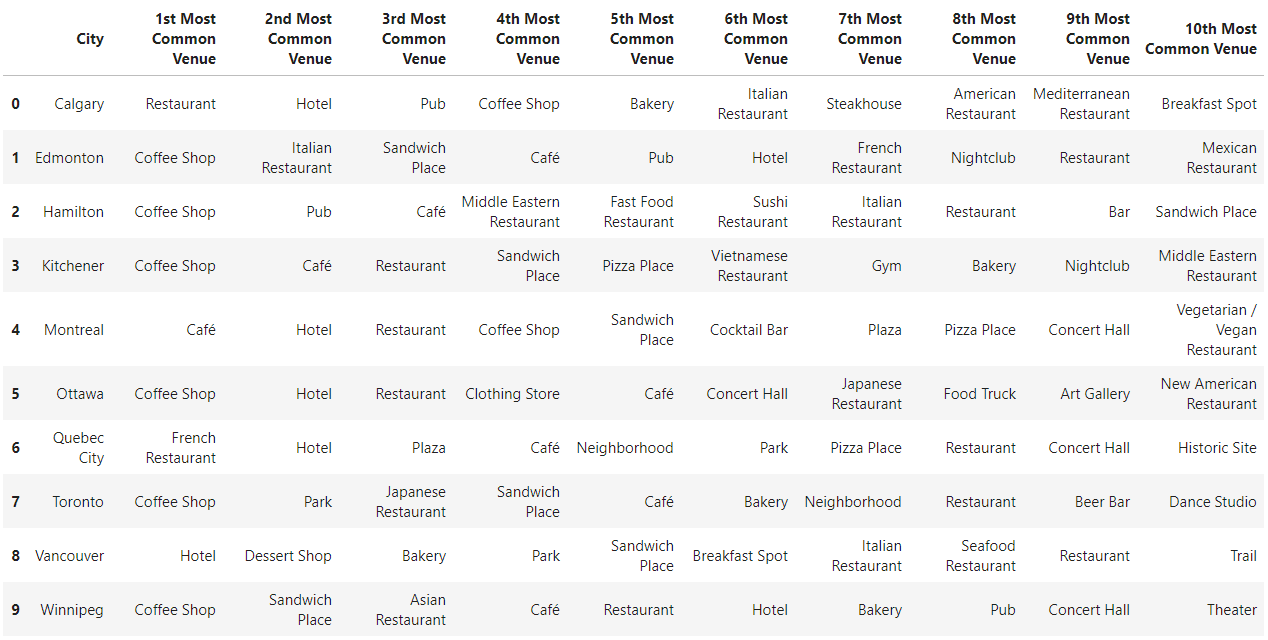 City 1st Most Common Venue 2nd Most Common Venue 3rd Most Common Venue 4th Most Common Venue 5th Most Common Venue 6th Most Common Venue 7th Most Common Venue 8th Most Common Venue 9th Most Common Venue 10th Most Common Venue
0 Calgary Restaurant Hotel Pub Coffee Shop Bakery Italian Restaurant Steakhouse American Restaurant Mediterranean Restaurant Breakfast Spot
1 Edmonton Coffee Shop Italian Restaurant Sandwich Place Café Pub Hotel French Restaurant Nightclub Restaurant Mexican Restaurant
2 Hamilton Coffee Shop Pub Café Middle Eastern Restaurant Fast Food Restaurant Sushi Restaurant Italian Restaurant Restaurant Bar Sandwich Place
3 Kitchener Coffee Shop Café Restaurant Sandwich Place Pizza Place Vietnamese Restaurant Gym Bakery Nightclub Middle Eastern Restaurant
4 Montreal Café Hotel Restaurant Coffee Shop Sandwich Place Cocktail Bar Plaza Pizza Place Concert Hall Vegetarian / Vegan Restaurant
5 Ottawa Coffee Shop Hotel Restaurant Clothing Store Café Concert Hall Japanese Restaurant Food Truck Art Gallery New American Restaurant
6 Quebec City French Restaurant Hotel Plaza Café Neighborhood Park Pizza Place Restaurant Concert Hall Historic Site
7 Toronto Coffee Shop Park Japanese Restaurant Sandwich Place Café Bakery Neighborhood Restaurant Beer Bar Dance Studio
8 Vancouver Hotel Dessert Shop Bakery Park Sandwich Place Breakfast Spot Italian Restaurant Seafood Restaurant Restaurant Trail
9 Winnipeg Coffee Shop Sandwich Place Asian Restaurant Café Restaurant Hotel Bakery Pub Concert Hall Theater